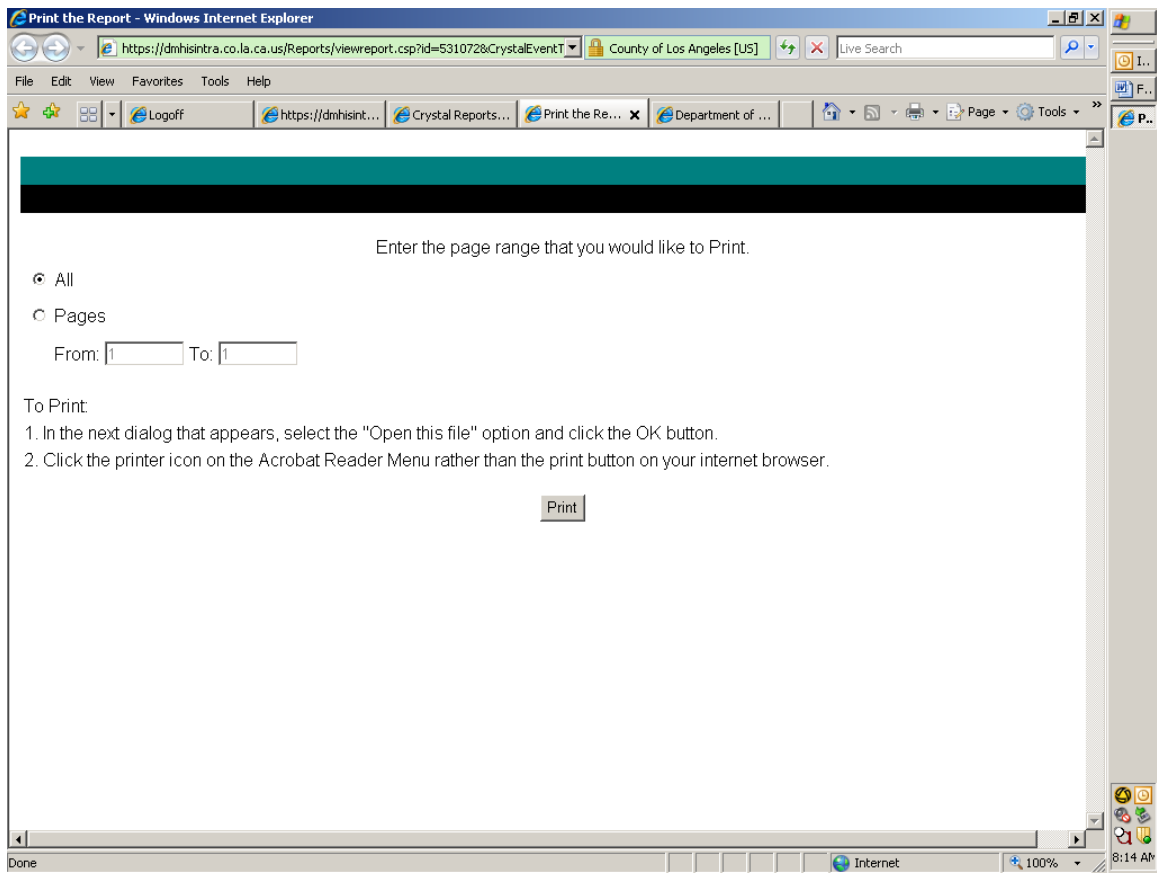 Print the Report - Windows Internet Explorer
https://dmhisintra.co.la.ca.us/Reports/viewreport.csp?id=531072&CrystalEventT County of Los Angeles [US] Live Search
File Edit View Favorites Tools Help
Logoff https://dmhisint... Crystal Reports... Print the Re... Department of ... Page Tools
I..
F..
P..
Enter the page range that you would like to Print.
All
Pages
From: 1 To: 1
To Print:
1. In the next dialog that appears, select the "Open this file" option and click the OK button.
2. Click the printer icon on the Acrobat Reader Menu rather than the print button on your internet browser.
Print
Done Internet 100% 8:14 AM